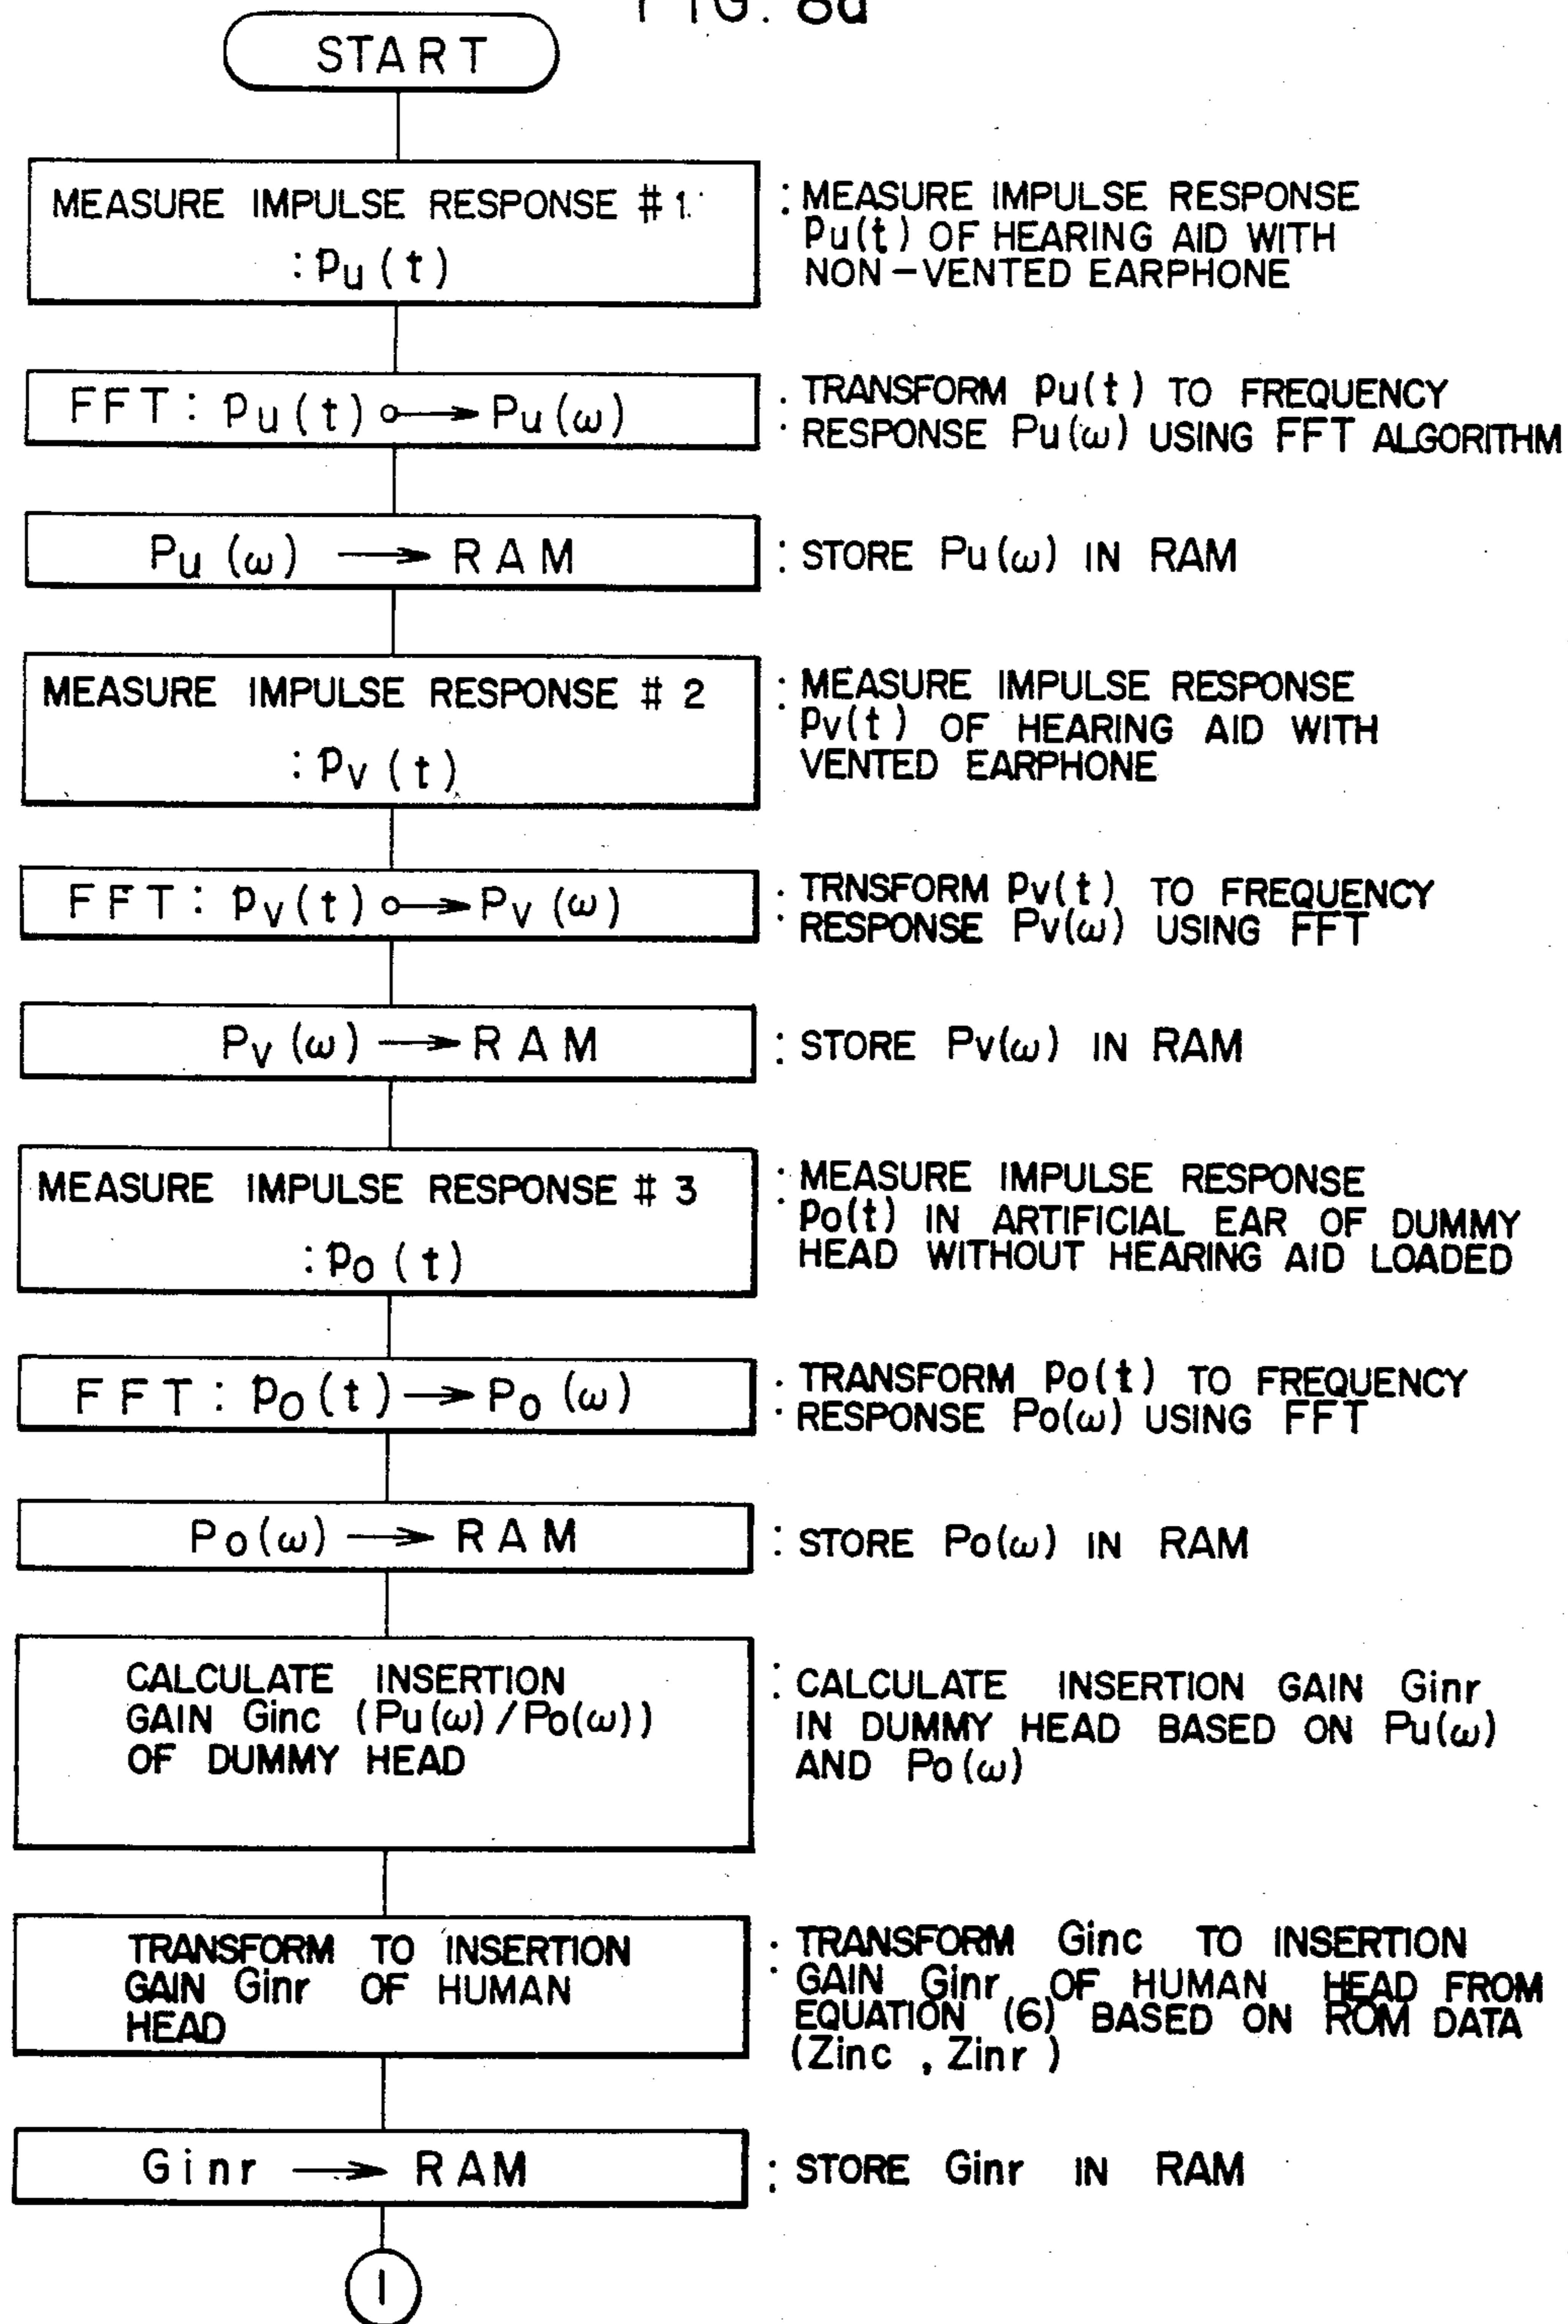 FIG. 8a
START
MEASURE IMPULSE RESPONSE # 1
: pu (t)
: MEASURE IMPULSE RESPONSE
pu(t) OF HEARING AID WITH
NON-VENTED EARPHONE
FFT: pu(t) ⟶ Pu(ω)
: TRANSFORM pu(t) TO FREQUENCY
RESPONSE Pu(ω) USING FFT ALGORITHM
Pu (ω) ⟶ RAM
: STORE Pu(ω) IN RAM
MEASURE IMPULSE RESPONSE # 2
: pv (t)
: MEASURE IMPULSE RESPONSE
pv(t) OF HEARING AID WITH
VENTED EARPHONE
FFT: pv(t) ⟶ Pv (ω)
: TRNSFORM pv(t) TO FREQUENCY
RESPONSE Pv(ω) USING FFT
Pv (ω) ⟶ RAM
: STORE Pv(ω) IN RAM
MEASURE IMPULSE RESPONSE # 3
: po (t)
: MEASURE IMPULSE RESPONSE
po(t) IN ARTIFICIAL EAR OF DUMMY
HEAD WITHOUT HEARING AID LOADED
FFT: po(t) ⟶ Po (ω)
: TRANSFORM po(t) TO FREQUENCY
RESPONSE Po(ω) USING FFT
Po(ω) ⟶ RAM
: STORE Po(ω) IN RAM
CALCULATE INSERTION
GAIN Ginc (Pu(ω)/Po(ω))
OF DUMMY HEAD
: CALCULATE INSERTION GAIN Ginr
IN DUMMY HEAD BASED ON Pu(ω)
AND Po(ω)
TRANSFORM TO INSERTION
GAIN Ginr OF HUMAN
HEAD
: TRANSFORM Ginc TO INSERTION
GAIN Ginr OF HUMAN HEAD FROM
EQUATION (6) BASED ON ROM DATA
(Zinc , Zinr )
Ginr ⟶ RAM
: STORE Ginr IN RAM
1